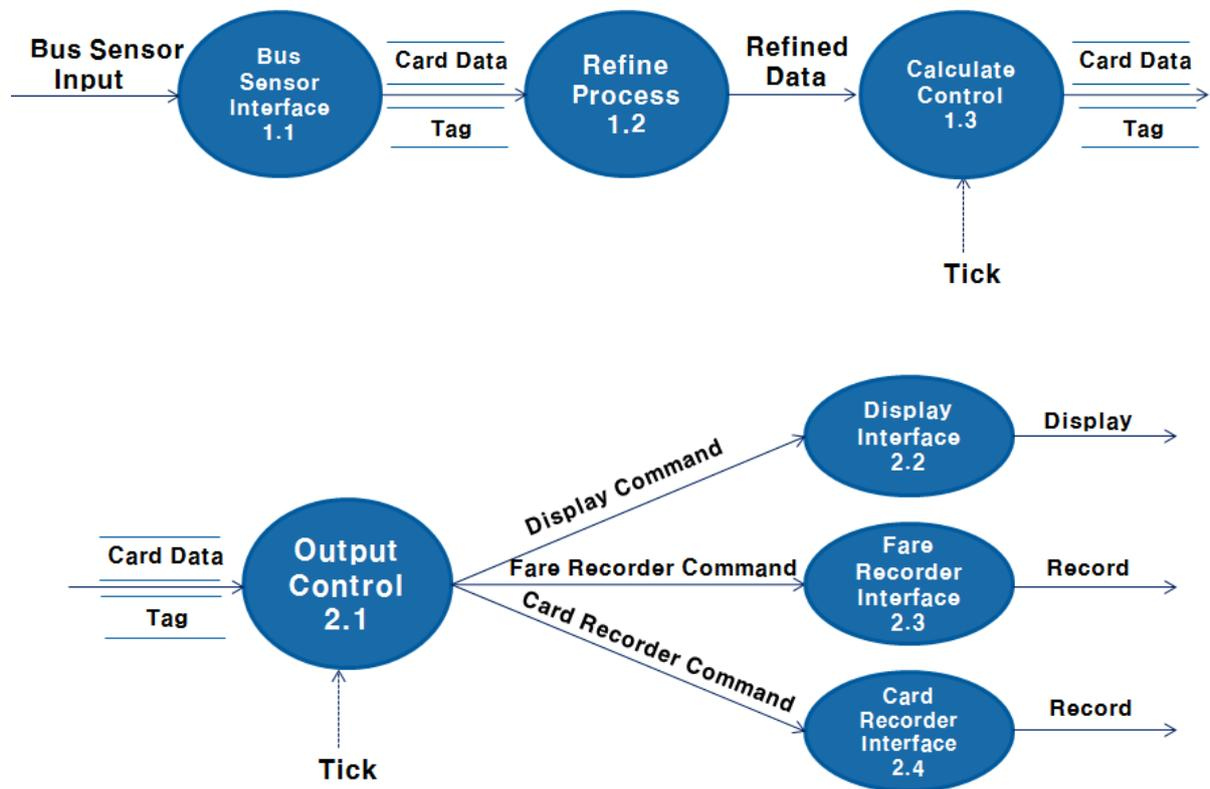 Bus Sensor
Input
Bus
Sensor
Interface
1.1
Card Data
Tag
Refine
Process
1.2
Refined
Data
Calculate
Control
1.3
Card Data
Tag
Tick
Card Data
Tag
Output
Control
2.1
Tick
Display Command
Fare Recorder Command
Card Recorder Command
Display
Interface
2.2
Display
Fare
Recorder
Interface
2.3
Record
Card
Recorder
Interface
2.4
Record